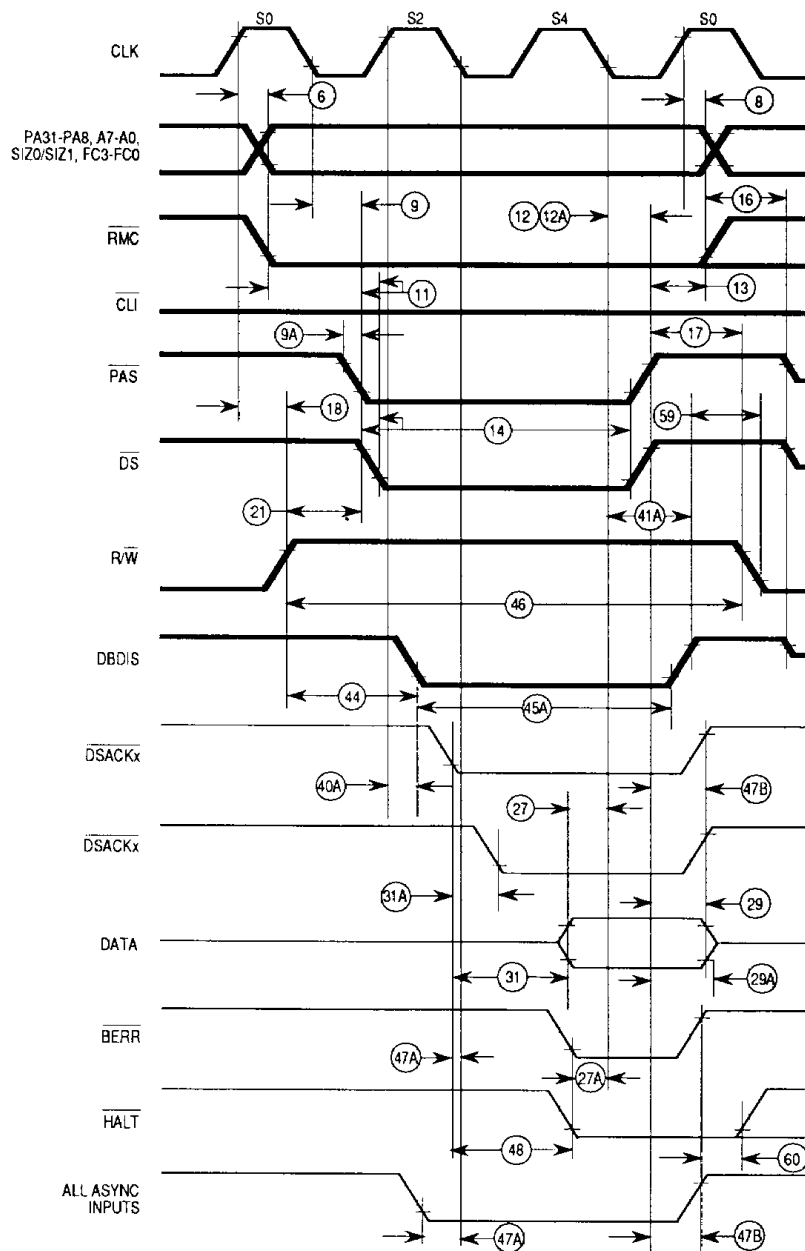 S0 S2 S4 S0
CLK
6 8
PA31-PA8, A7-A0,
SIZ0/SIZ1, FC3-FC0
9 12 12A 16
RMC
11 13
CLI
9A 17
PAS
18 14 59
DS
21 41A
R/W
46
DBDIS
44 45A
DSACKx
40A 27 47B
DSACKx
31A 29
DATA
31 29A
BERR
47A 27A
HALT
48 60
ALL ASYNC
INPUTS
47A 47B